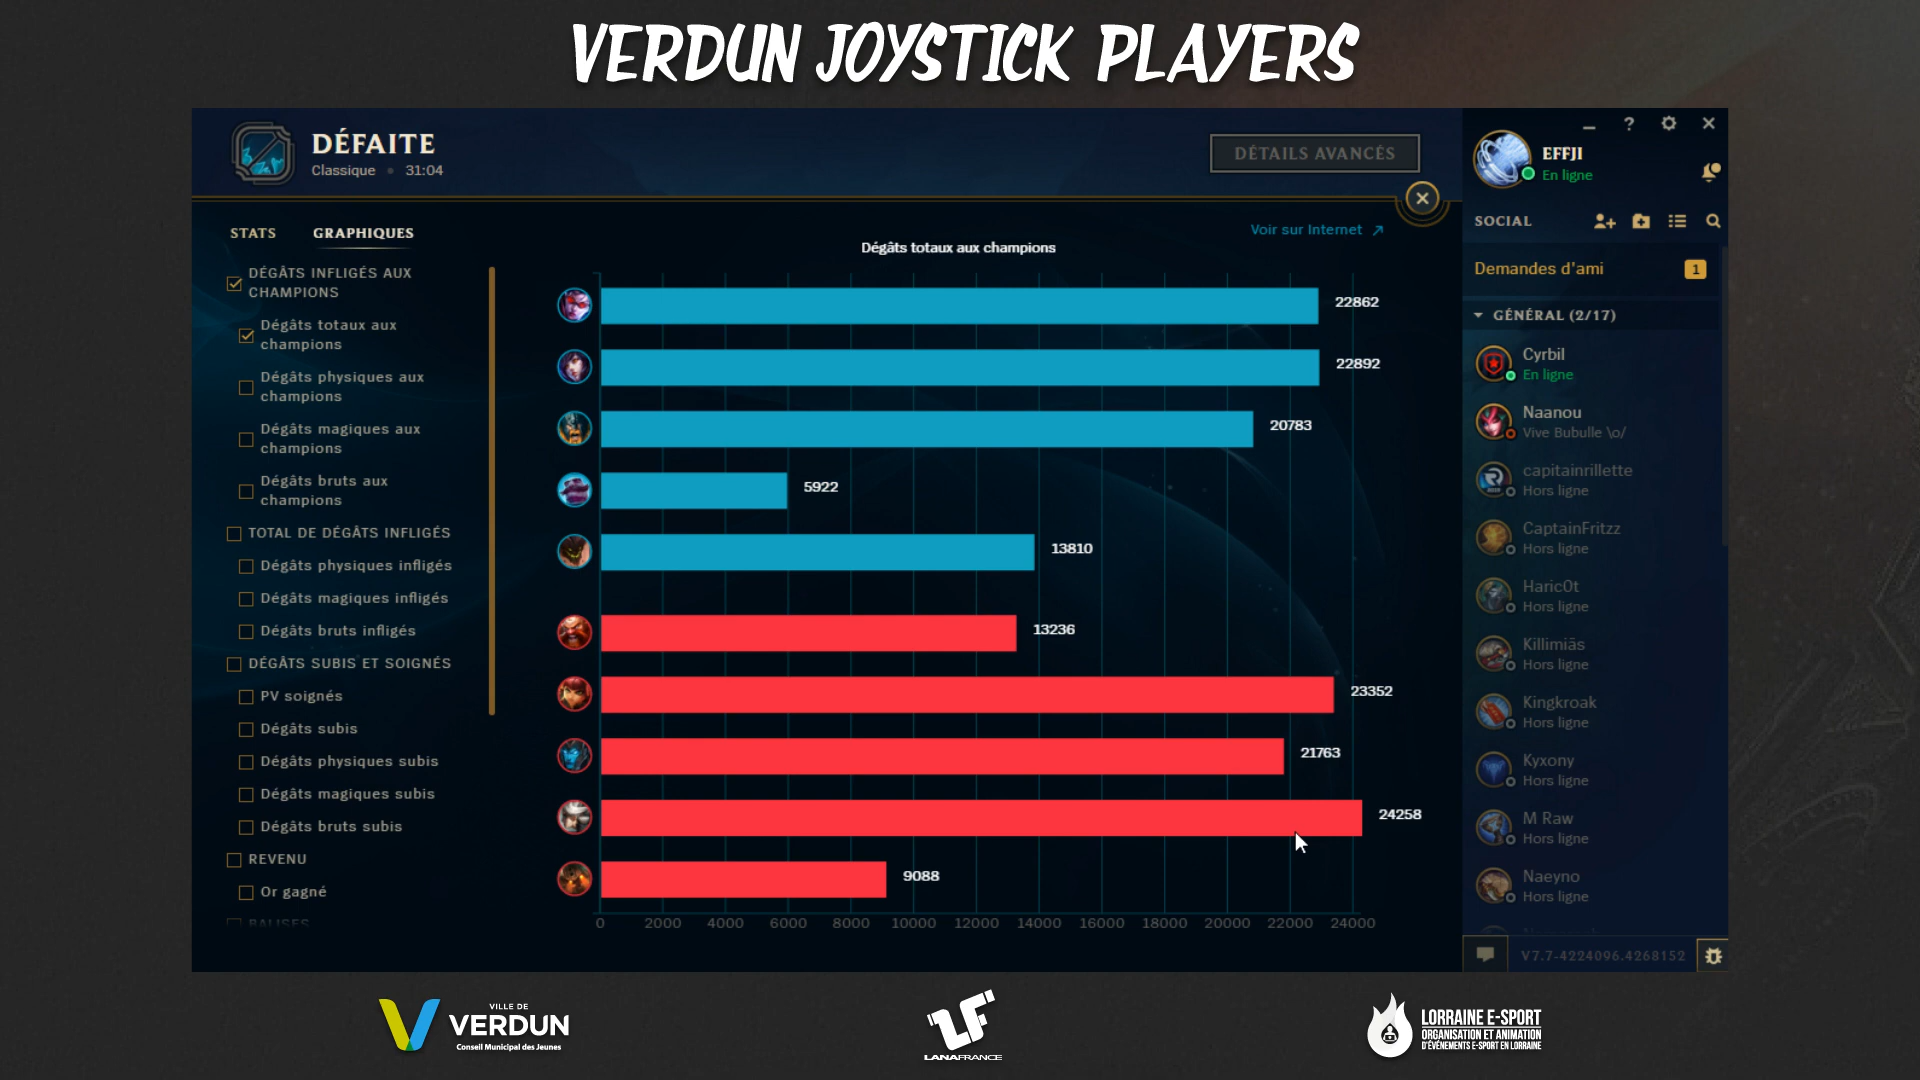 VERDUN JOYSTICK PLAYERS
DÉFAITE
Classique • 31:04
DÉTAILS AVANCÉS
STATS GRAPHIQUES
Voir sur Internet
DÉGÂTS INFLIGÉS AUX
CHAMPIONS
Dégâts totaux aux
champions
Dégâts physiques aux
champions
Dégâts magiques aux
champions
Dégâts bruts aux
champions
TOTAL DE DÉGÂTS INFLIGÉS
Dégâts physiques infligés
Dégâts magiques infligés
Dégâts bruts infligés
DÉGÂTS SUBIS ET SOIGNÉS
PV soignés
Dégâts subis
Dégâts physiques subis
Dégâts magiques subis
Dégâts bruts subis
REVENU
Or gagné
BALISES
Dégâts totaux aux champions
22862
22892
20783
5922
13810
13236
23352
21763
24258
9088
0 2000 4000 6000 8000 10000 12000 14000 16000 18000 20000 22000 24000
?
EFFJI
En ligne
SOCIAL
Demandes d'ami 1
GÉNÉRAL (2/17)
Cyrbil
En ligne
Naanou
Vive Bubulle \o/
capitainrillette
Hors ligne
CaptainFritzz
Hors ligne
Haric0t
Hors ligne
Killimiäs
Hors ligne
Kingkroak
Hors ligne
Kyxony
Hors ligne
M Raw
Hors ligne
Naeyno
Hors ligne
V7.7-4224096.4268152
VILLE DE
VERDUN
Conseil Municipal des Jeunes
LANAFRANCE
LORRAINE E-SPORT
ORGANISATION ET ANIMATION
D'ÉVÉNEMENTS E-SPORT EN LORRAINE